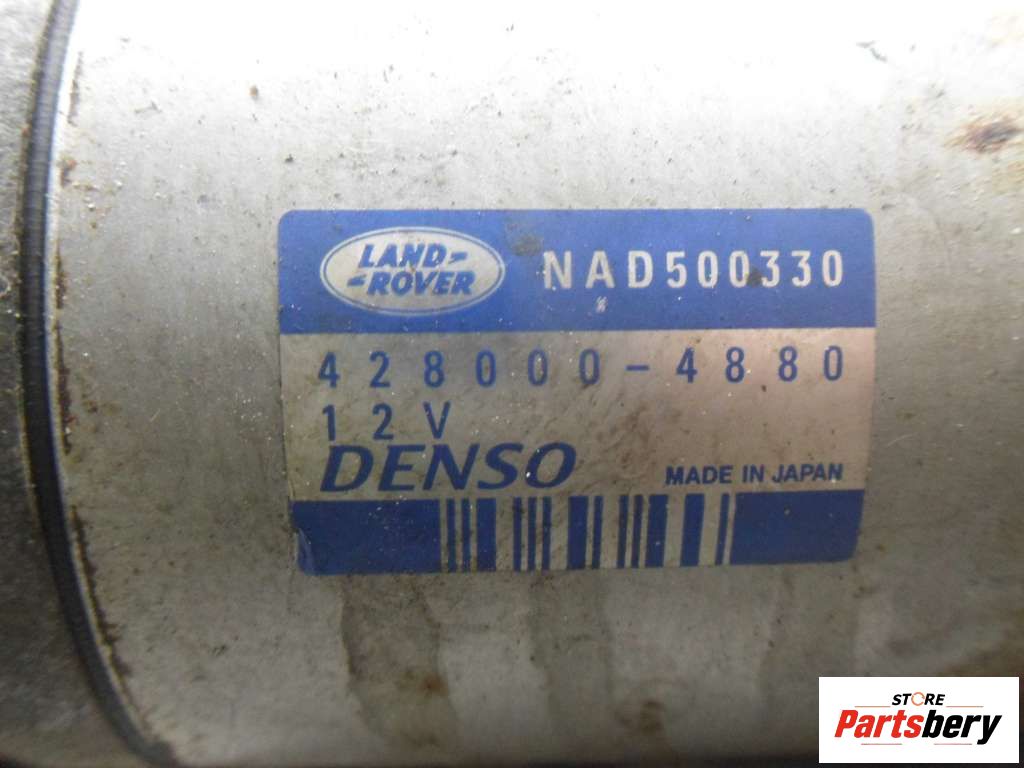 LAND-
-ROVER
NAD500330
428000-4880
12V
DENSO
MADE IN JAPAN
STORE
Partsbery